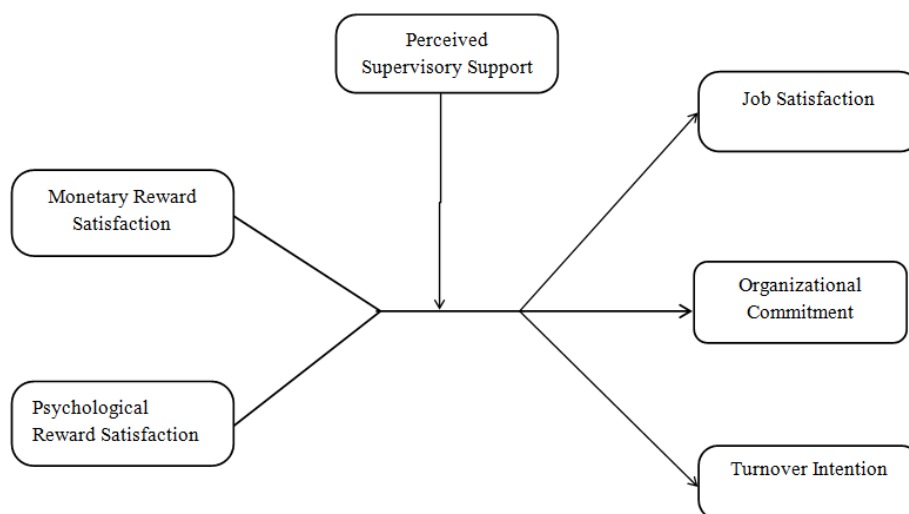 Perceived
Supervisory Support
Job Satisfaction
Monetary Reward
Satisfaction
Organizational
Commitment
Psychological
Reward Satisfaction
Turnover Intention